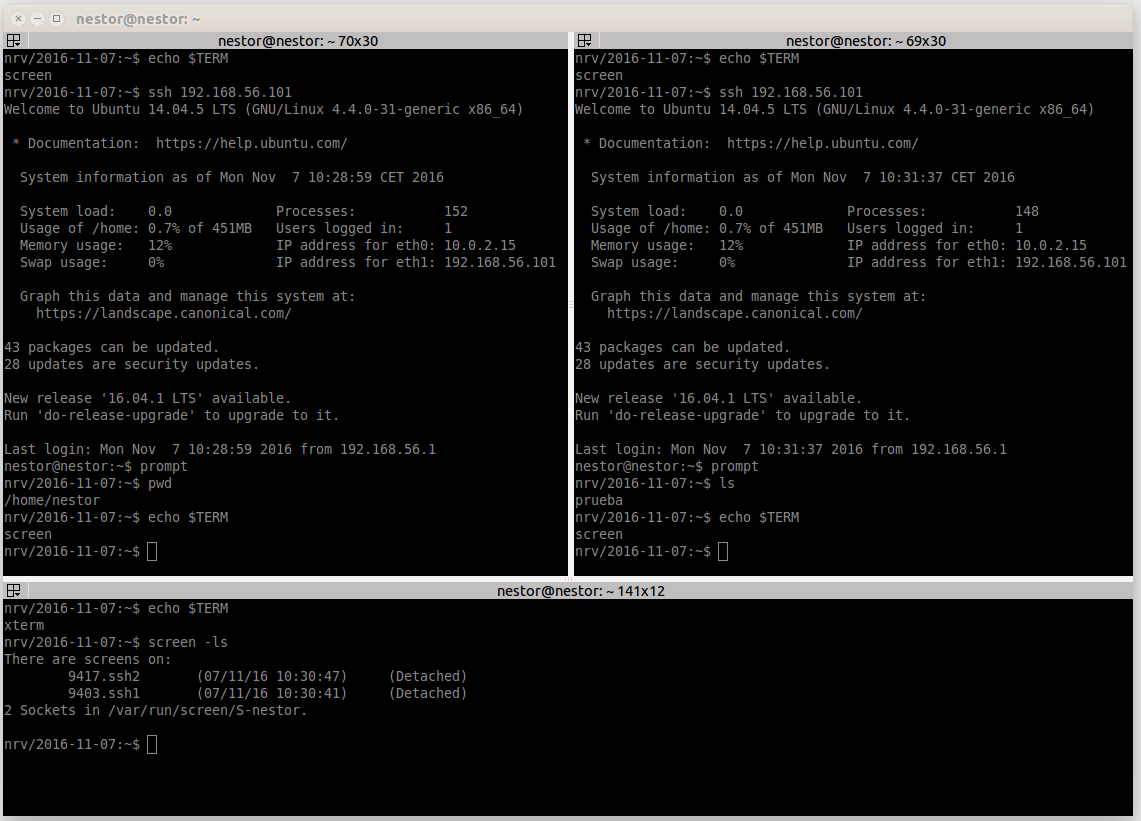 nestor@nestor: ~
nestor@nestor: ~ 70x30
nrv/2016-11-07:~$ echo $TERM
screen
nrv/2016-11-07:~$ ssh 192.168.56.101
Welcome to Ubuntu 14.04.5 LTS (GNU/Linux 4.4.0-31-generic x86_64)
* Documentation:  https://help.ubuntu.com/
System information as of Mon Nov  7 10:28:59 CET 2016
System load:    0.0             Processes:           152
Usage of /home: 0.7% of 451MB   Users logged in:     1
Memory usage:   12%             IP address for eth0: 10.0.2.15
Swap usage:     0%              IP address for eth1: 192.168.56.101
Graph this data and manage this system at:
https://landscape.canonical.com/
43 packages can be updated.
28 updates are security updates.
New release '16.04.1 LTS' available.
Run 'do-release-upgrade' to upgrade to it.
Last login: Mon Nov  7 10:28:59 2016 from 192.168.56.1
nestor@nestor:~$ prompt
nrv/2016-11-07:~$ pwd
/home/nestor
nrv/2016-11-07:~$ echo $TERM
screen
nrv/2016-11-07:~$
nestor@nestor: ~ 69x30
nrv/2016-11-07:~$ echo $TERM
screen
nrv/2016-11-07:~$ ssh 192.168.56.101
Welcome to Ubuntu 14.04.5 LTS (GNU/Linux 4.4.0-31-generic x86_64)
* Documentation:  https://help.ubuntu.com/
System information as of Mon Nov  7 10:31:37 CET 2016
System load:    0.0             Processes:           148
Usage of /home: 0.7% of 451MB   Users logged in:     1
Memory usage:   12%             IP address for eth0: 10.0.2.15
Swap usage:     0%              IP address for eth1: 192.168.56.101
Graph this data and manage this system at:
https://landscape.canonical.com/
43 packages can be updated.
28 updates are security updates.
New release '16.04.1 LTS' available.
Run 'do-release-upgrade' to upgrade to it.
Last login: Mon Nov  7 10:31:37 2016 from 192.168.56.1
nestor@nestor:~$ prompt
nrv/2016-11-07:~$ ls
prueba
nrv/2016-11-07:~$ echo $TERM
screen
nrv/2016-11-07:~$
nestor@nestor: ~ 141x12
nrv/2016-11-07:~$ echo $TERM
xterm
nrv/2016-11-07:~$ screen -ls
There are screens on:
9417.ssh2       (07/11/16 10:30:47)     (Detached)
9403.ssh1       (07/11/16 10:30:41)     (Detached)
2 Sockets in /var/run/screen/S-nestor.
nrv/2016-11-07:~$